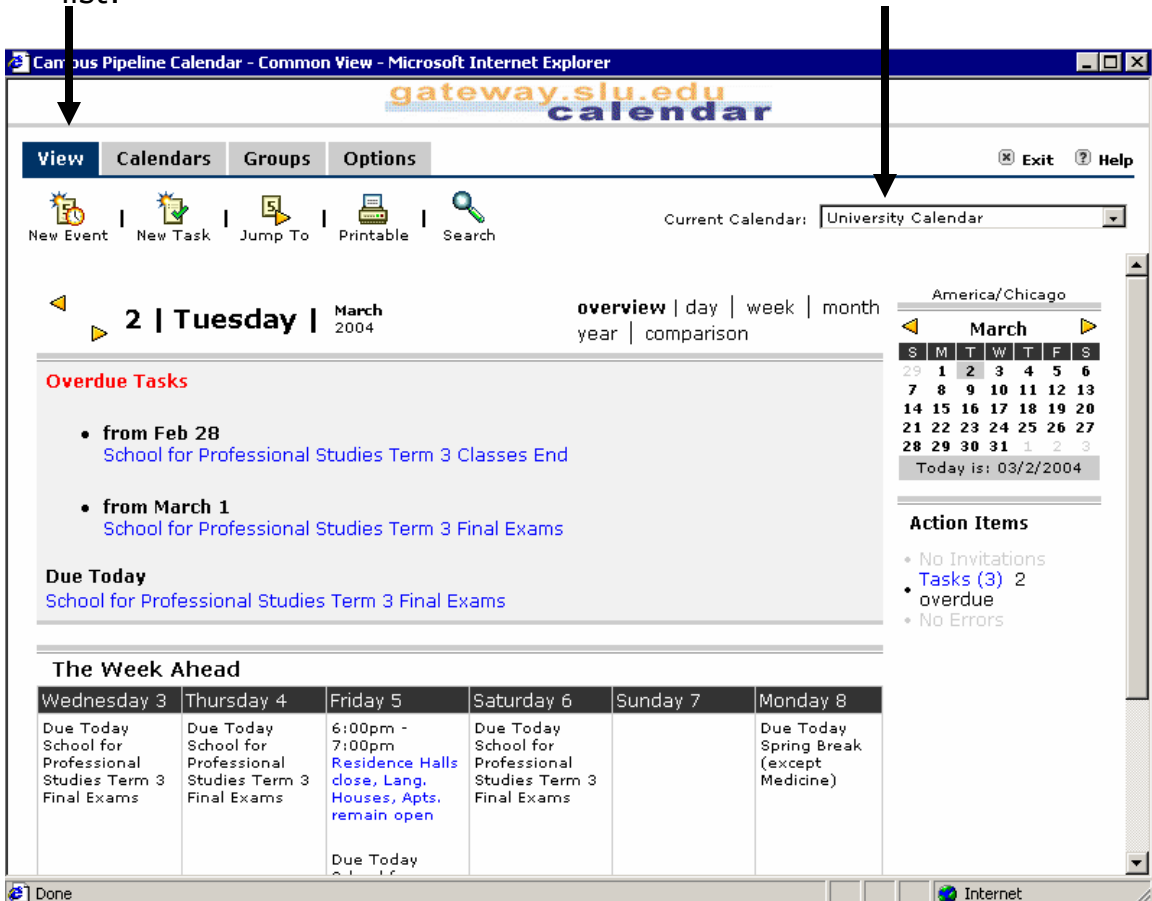 list.
Campus Pipeline Calendar - Common View - Microsoft Internet Explorer
gateway.slu.edu
calendar
View Calendars Groups Options Exit Help
New Event | New Task | Jump To | Printable | Search
Current Calendar: University Calendar
2 | Tuesday | March 2004
overview | day | week | month
year | comparison
Overdue Tasks
• from Feb 28
School for Professional Studies Term 3 Classes End
• from March 1
School for Professional Studies Term 3 Final Exams
Due Today
School for Professional Studies Term 3 Final Exams
America/Chicago
March
S M T W T F S
29 1 2 3 4 5 6
7 8 9 10 11 12 13
14 15 16 17 18 19 20
21 22 23 24 25 26 27
28 29 30 31 1 2 3
Today is: 03/2/2004
Action Items
• No Invitations
• Tasks (3) 2
overdue
• No Errors
The Week Ahead
Wednesday 3
Due Today
School for
Professional
Studies Term 3
Final Exams
Thursday 4
Due Today
School for
Professional
Studies Term 3
Final Exams
Friday 5
6:00pm -
7:00pm
Residence Halls
close, Lang.
Houses, Apts.
remain open
Due Today
Saturday 6
Due Today
School for
Professional
Studies Term 3
Final Exams
Sunday 7
Monday 8
Due Today
Spring Break
(except
Medicine)
Done
Internet